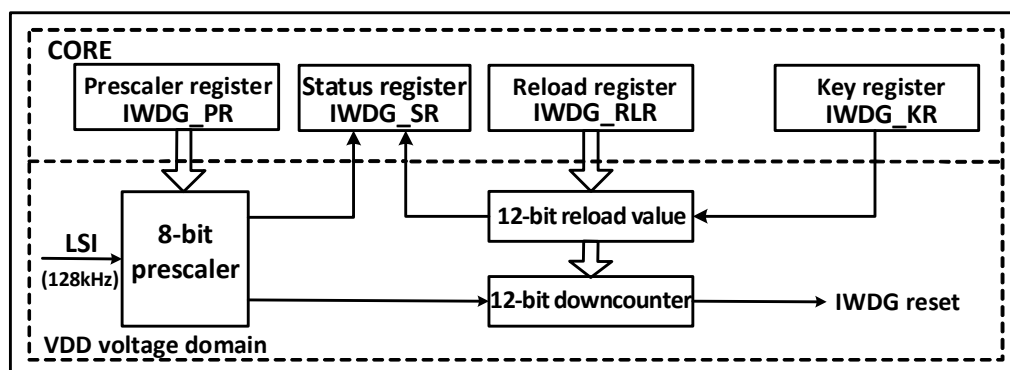 CORE
Prescaler register
IWDG_PR
Status register
IWDG_SR
Reload register
IWDG_RLR
Key register
IWDG_KR
8-bit
prescaler
LSI
(128kHz)
12-bit reload value
12-bit downcounter
IWDG reset
VDD voltage domain